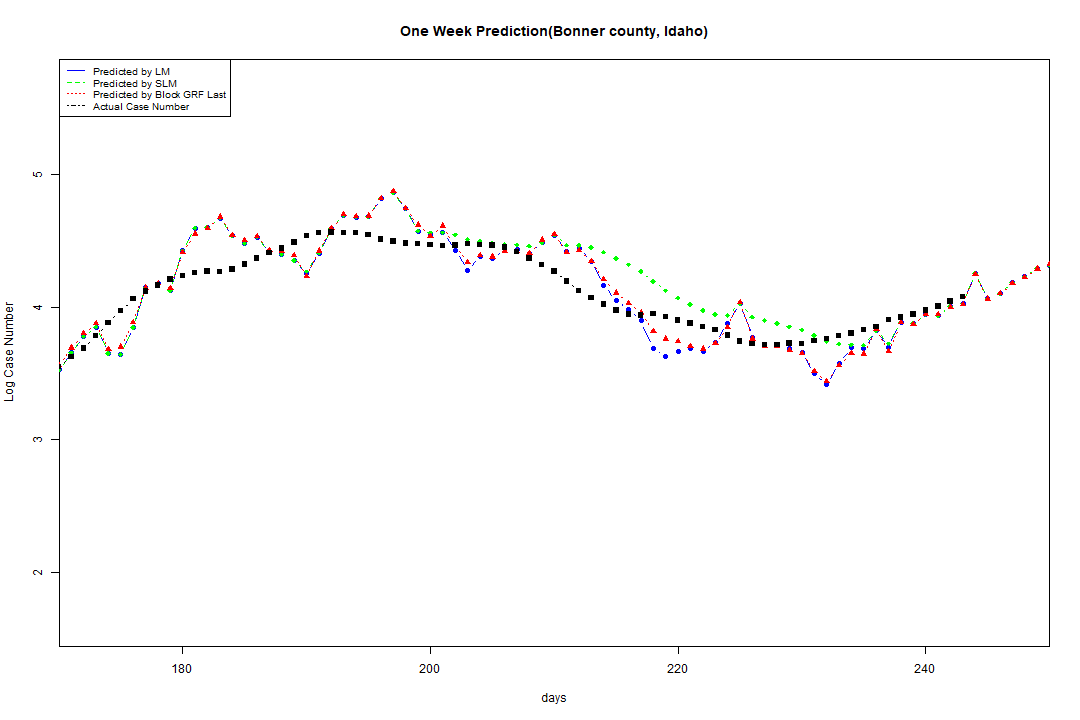 One Week Prediction(Bonner county, Idaho)
Predicted by LM
Predicted by SLM
Predicted by Block GRF Last
Actual Case Number
5
4
3
2
Log Case Number
180 200 220 240
days